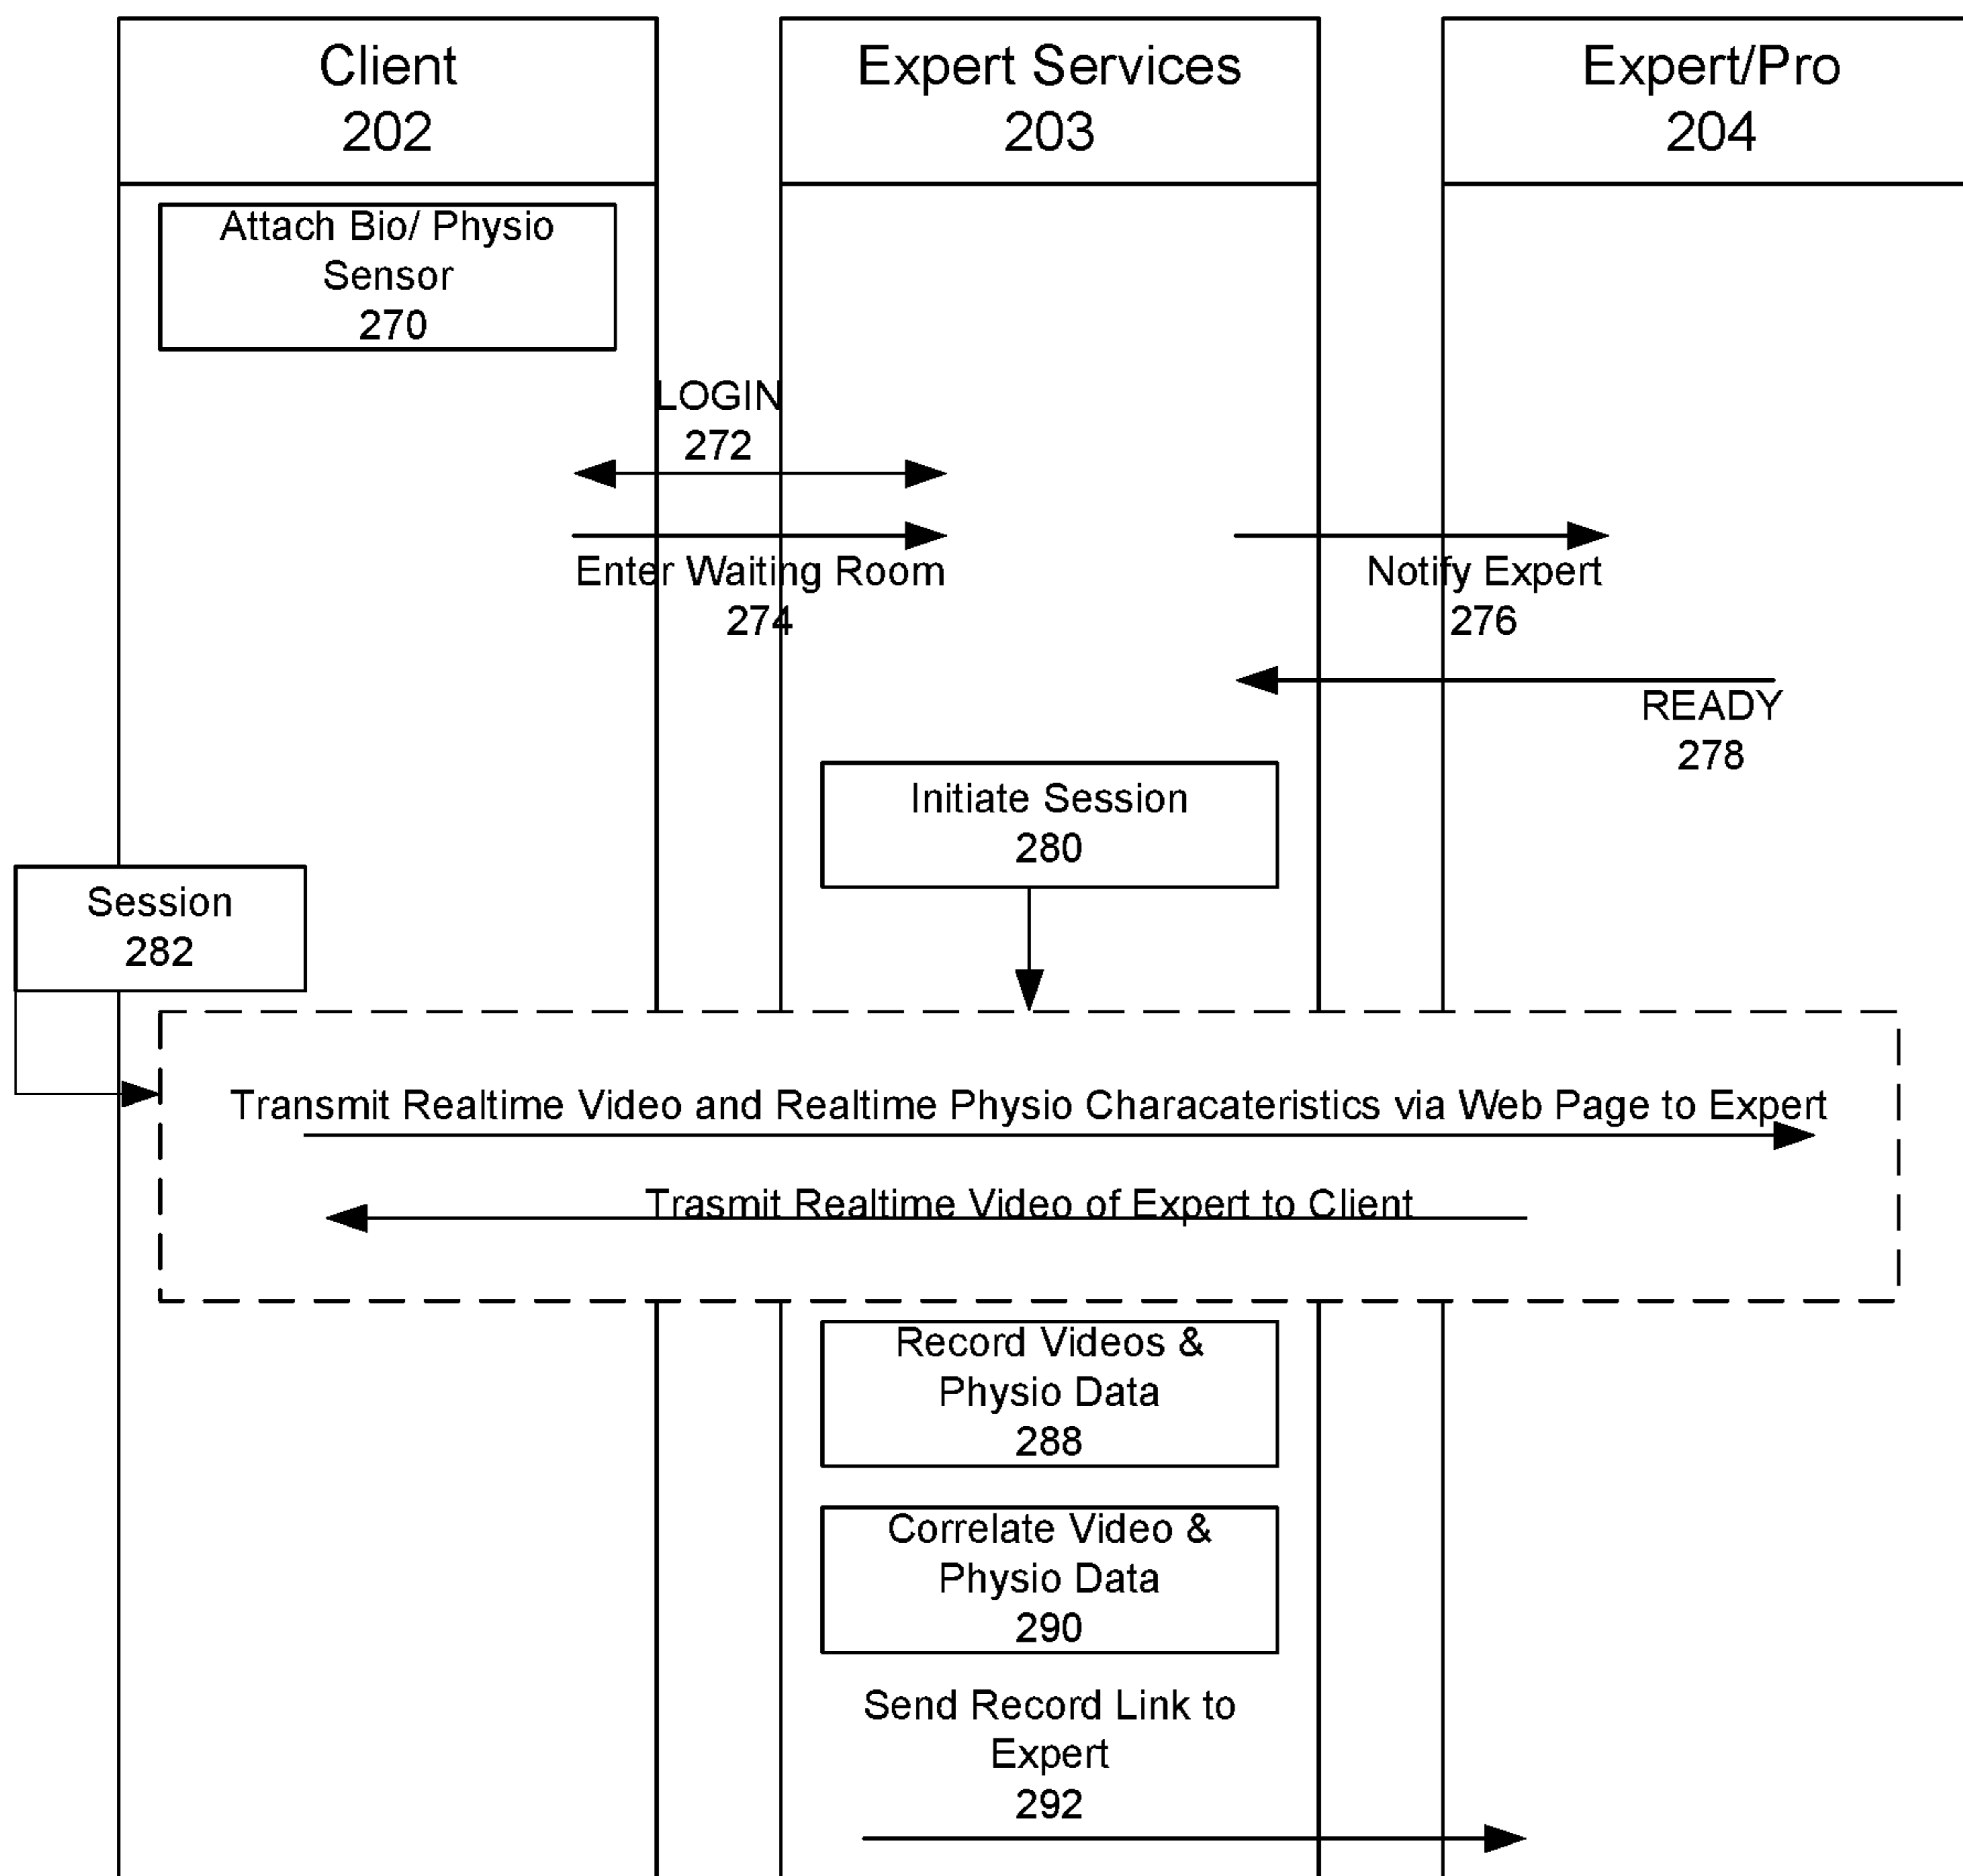 Client
202
Expert Services
203
Expert/Pro
204
Attach Bio/ Physio
Sensor
270
LOGIN
272
Enter Waiting Room
274
Notify Expert
276
READY
278
Initiate Session
280
Session
282
Transmit Realtime Video and Realtime Physio Characateristics via Web Page to Expert
Trasmit Realtime Video of Expert to Client
Record Videos &
Physio Data
288
Correlate Video &
Physio Data
290
Send Record Link to
Expert
292